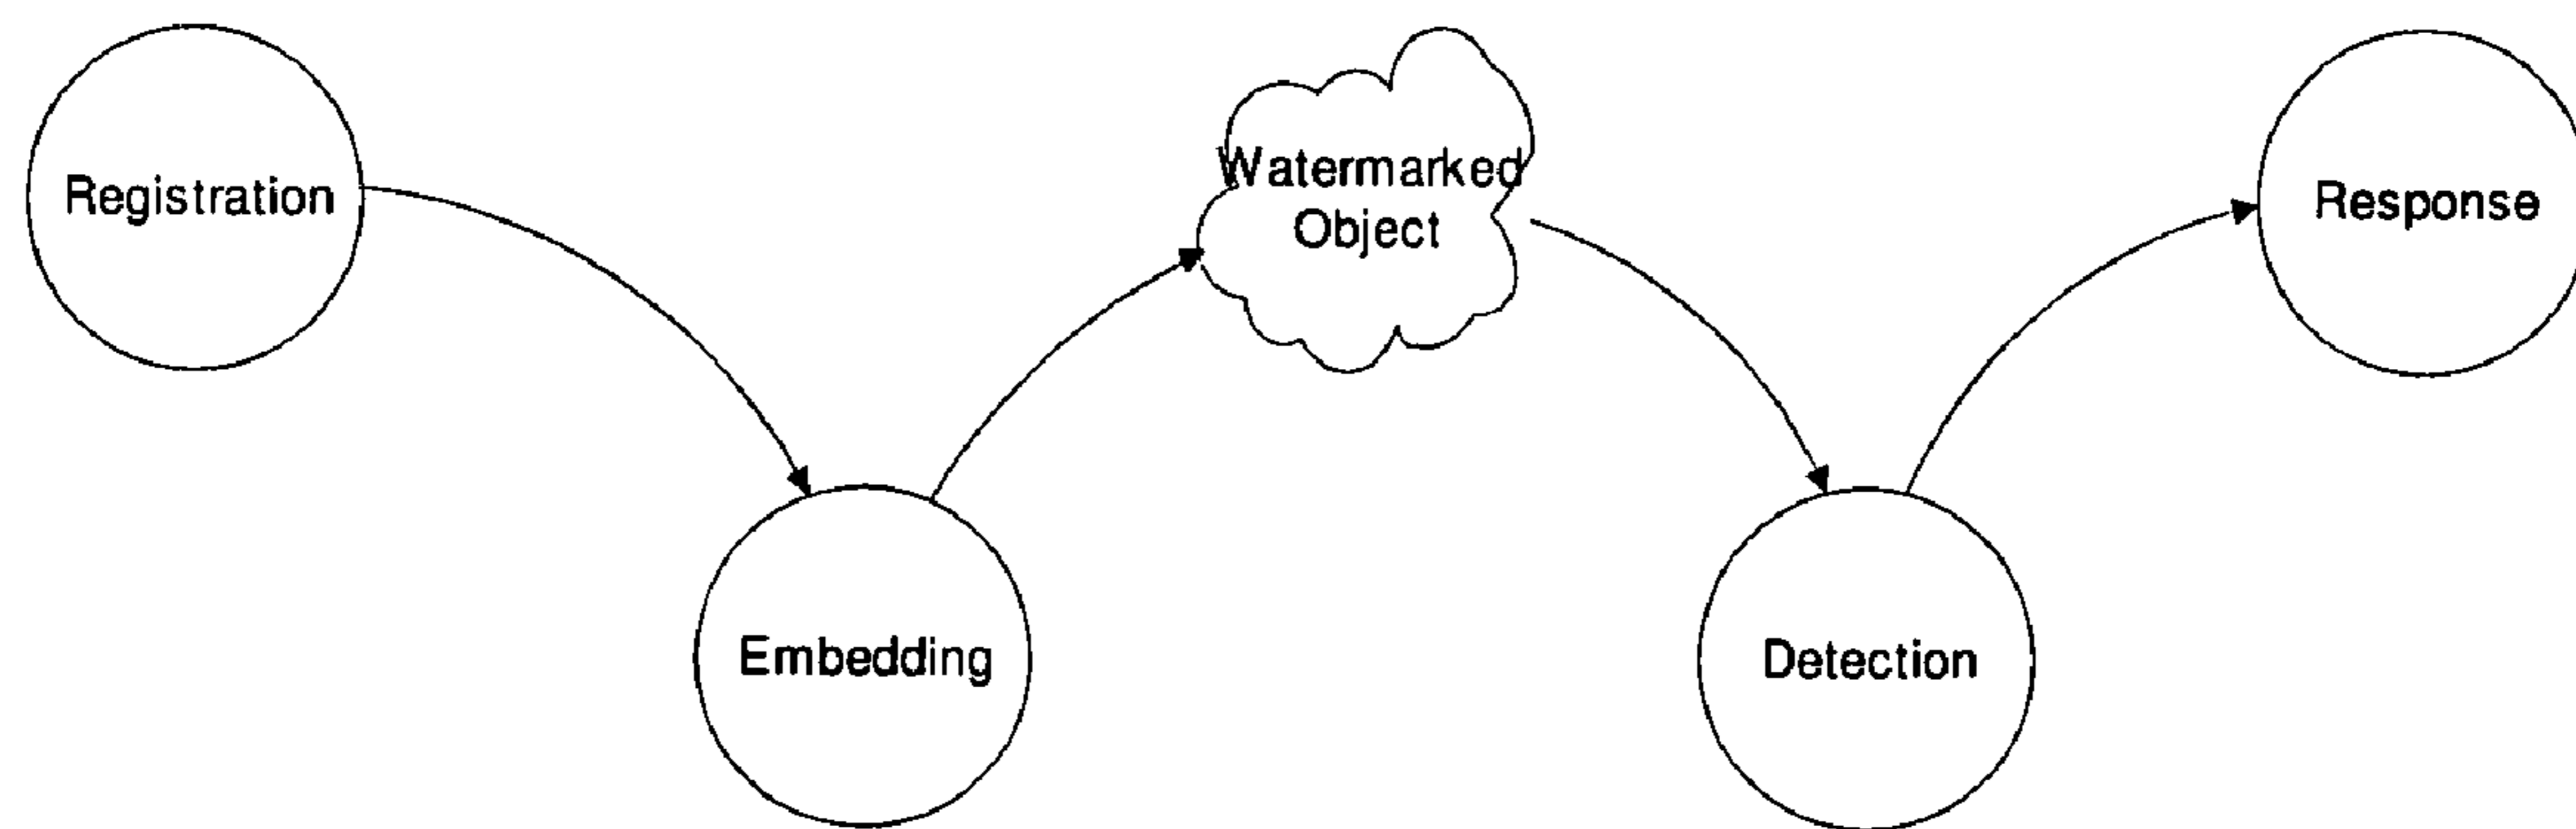 Registration
Embedding
Watermarked
Object
Detection
Response